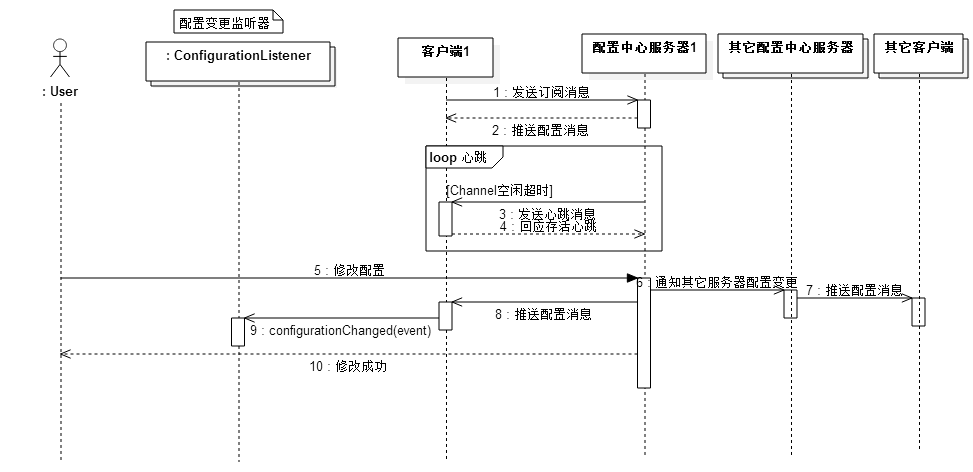 配置变更监听器
: User
: ConfigurationListener
客户端1
配置中心服务器1
其它配置中心服务器
其它客户端
1 : 发送订阅消息
2 : 推送配置消息
loop 心跳
[Channel空闲超时]
3 : 发送心跳消息
4 : 回应存活心跳
5 : 修改配置
6 : 通知其它服务器配置变更
7 : 推送配置消息
8 : 推送配置消息
9 : configurationChanged(event)
10 : 修改成功